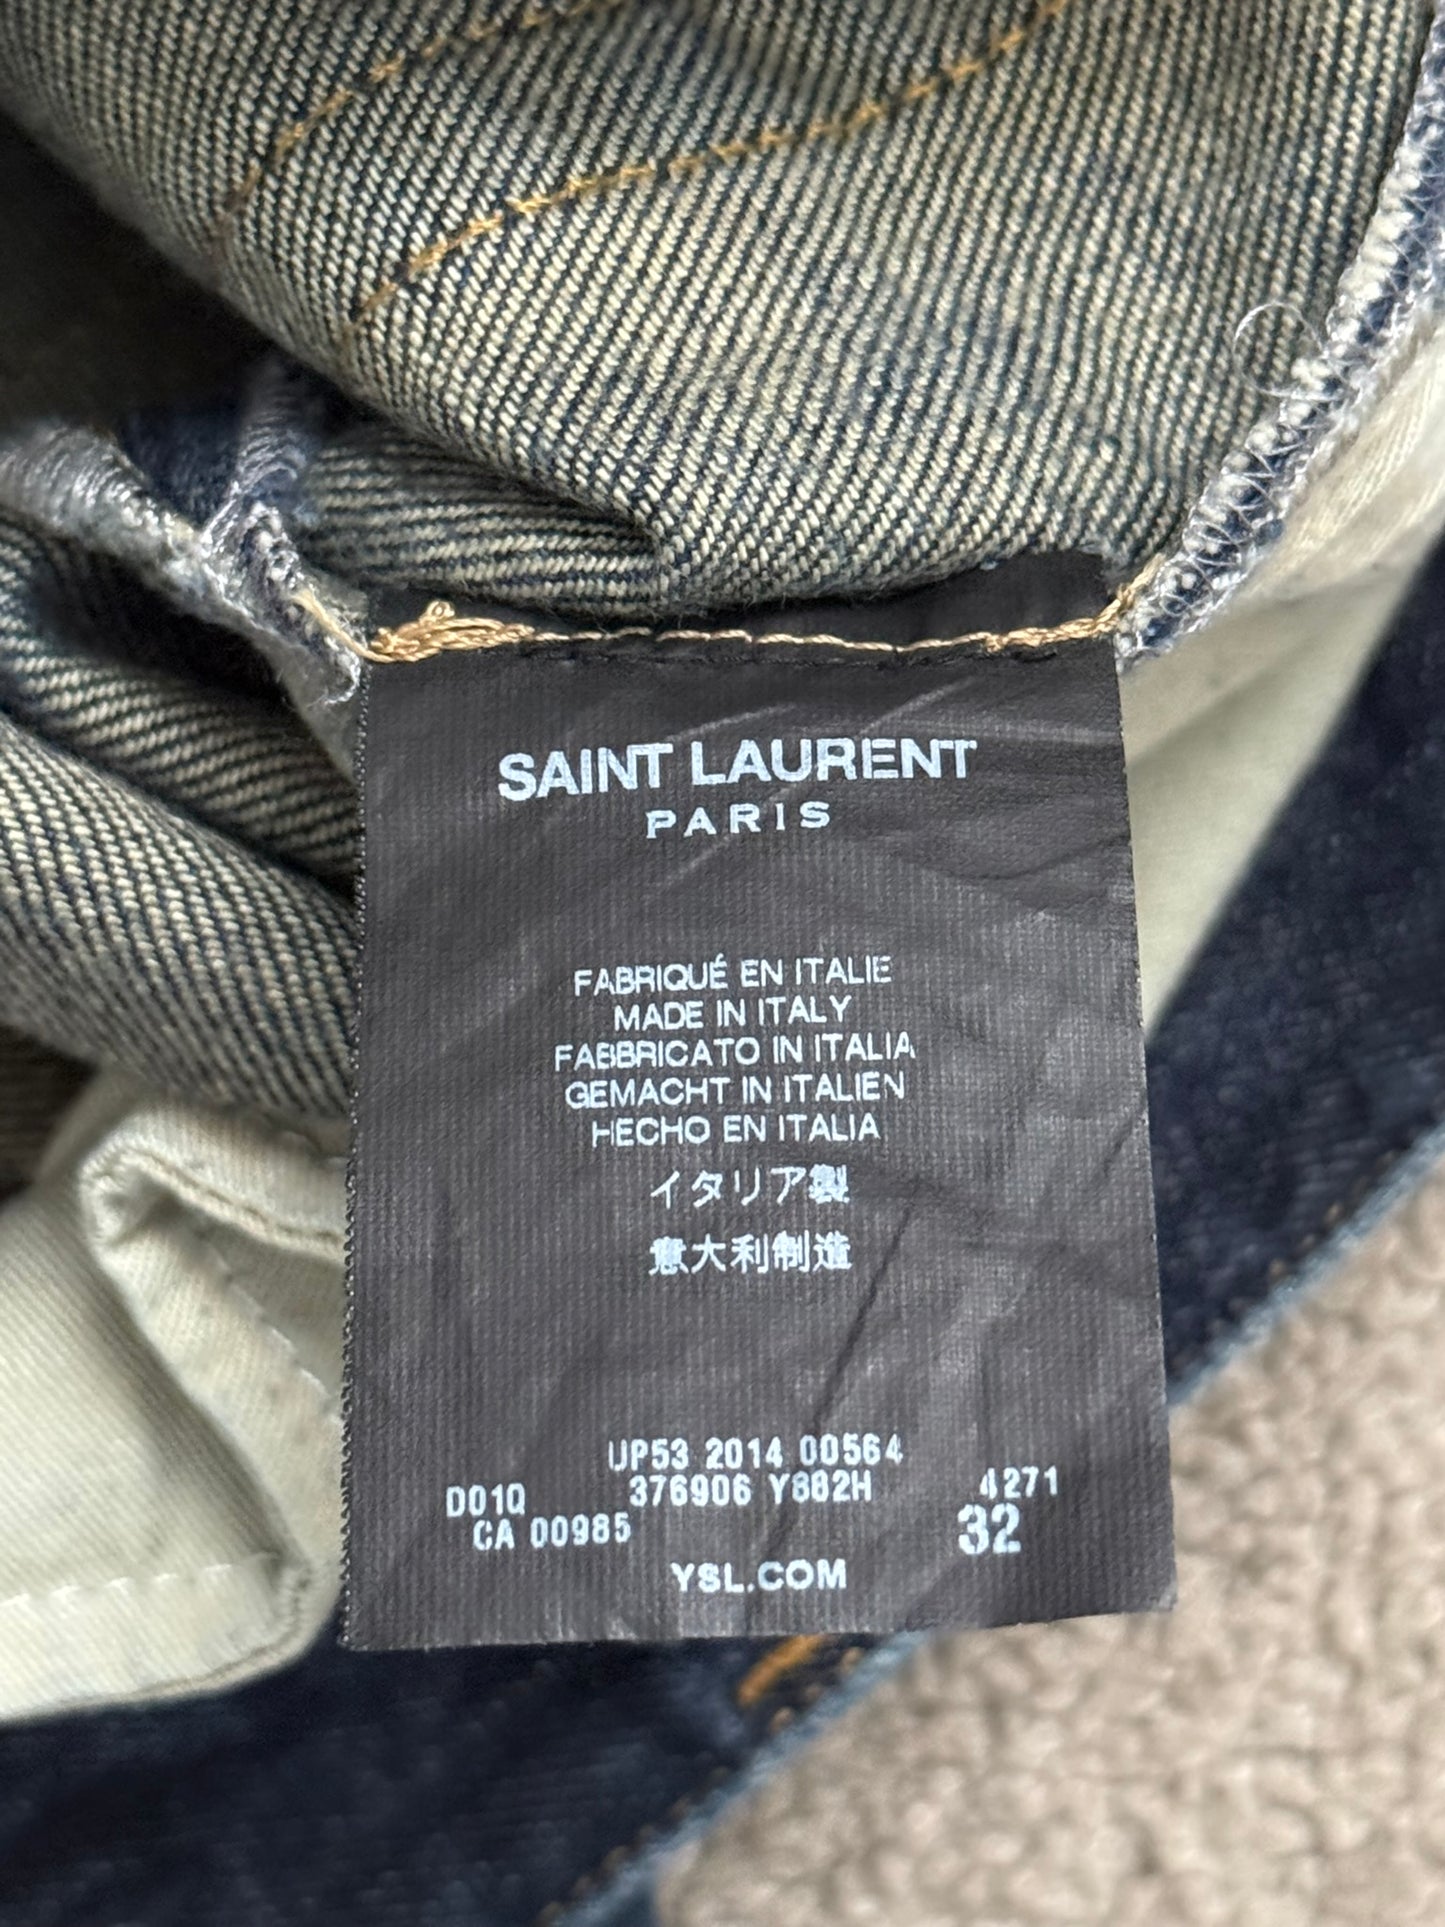 SAINT LAURENT
PARIS
FABRIQUÉ EN ITALIE
MADE IN ITALY
FABBRICATO IN ITALIA
GEMACHT IN ITALIEN
HECHO EN ITALIA
イタリア製
意大利制造
UP53 2014 00564
D01Q 376906 Y882H 4271
CA 00985 32
YSL.COM